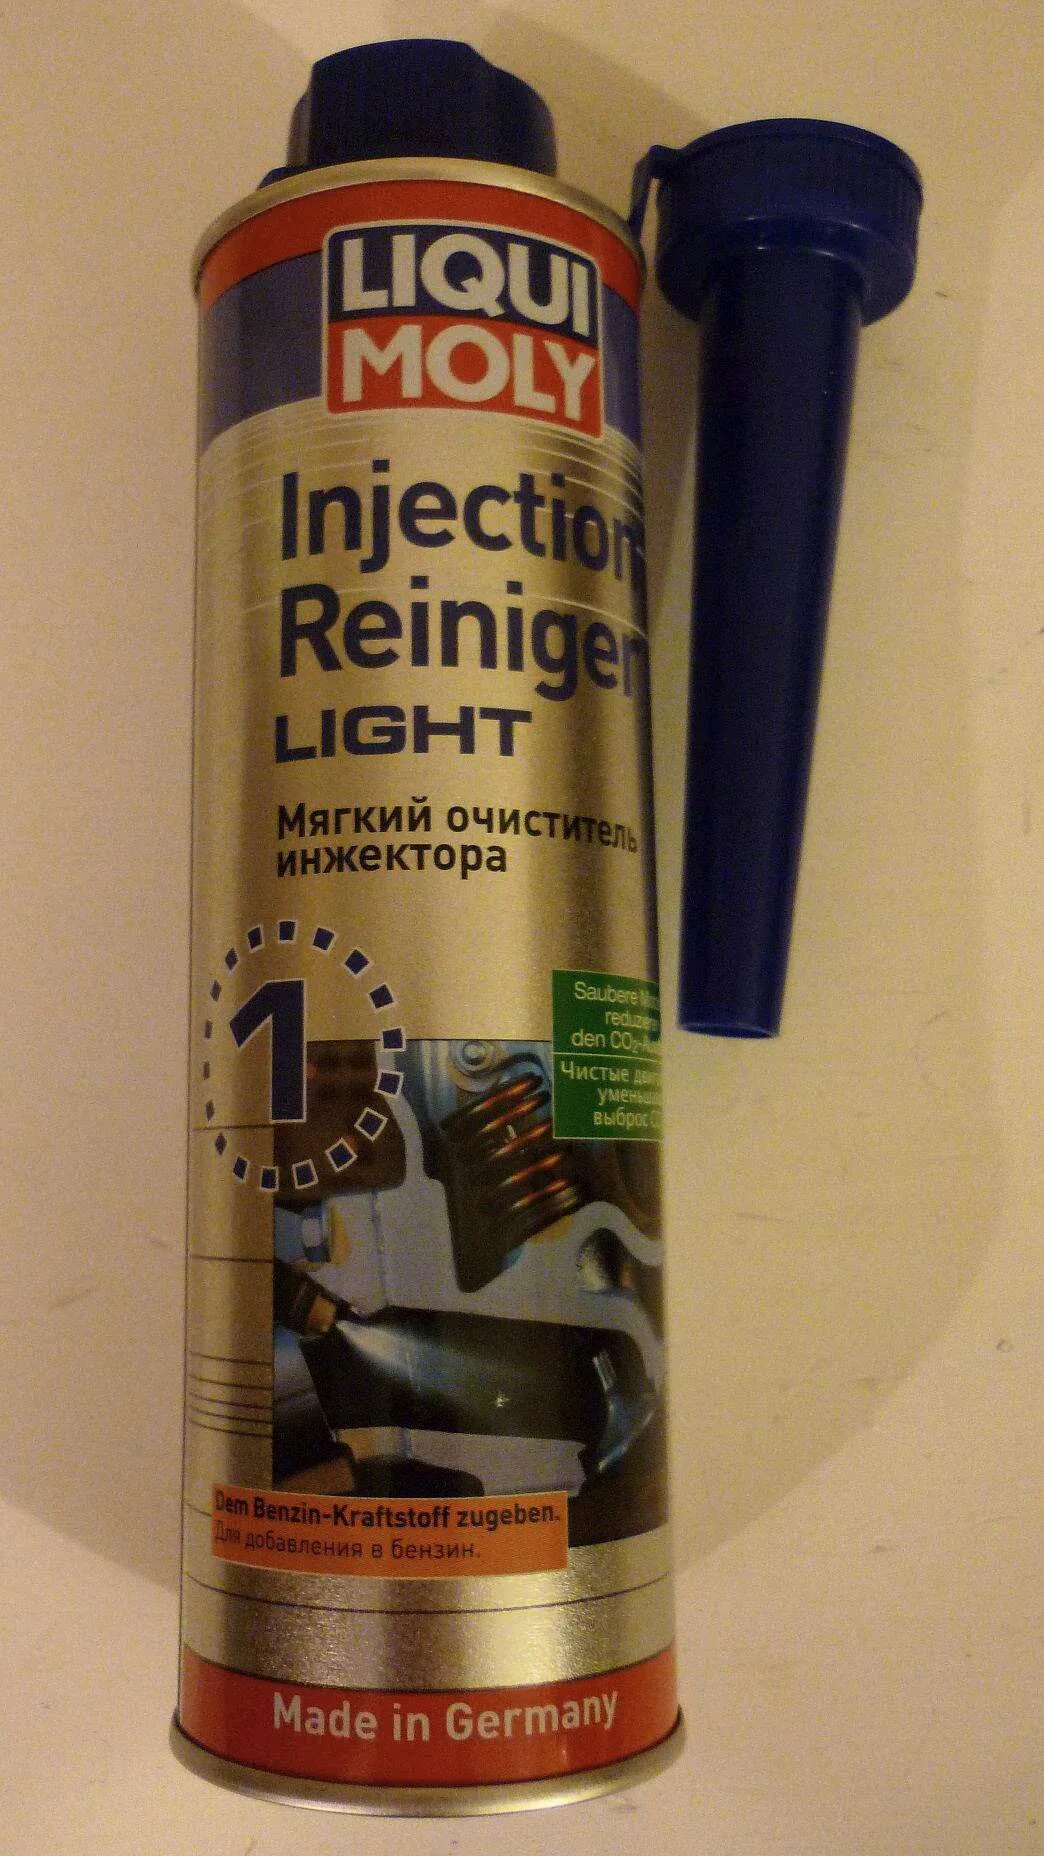 LIQUI
MOLY
Injection
Reiniger
LIGHT
Мягкий очиститель
инжектора
1
Saubere
den CO₂-
Чистые
выброс
Dem Benzin-Kraftstoff zugeben.
Для добавления в бензин.
Made in Germany